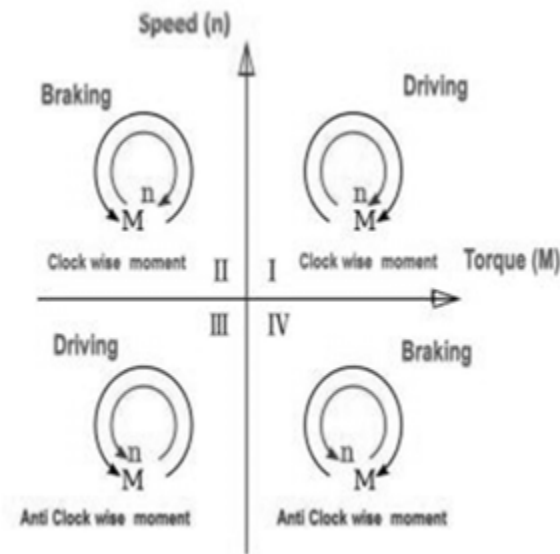 Speed (n)
Braking
Driving
n
M
n
M
Clock wise moment
II
I
Clock wise moment
Torque (M)
III
IV
Driving
Braking
n
M
n
M
Anti Clock wise moment
Anti Clock wise moment